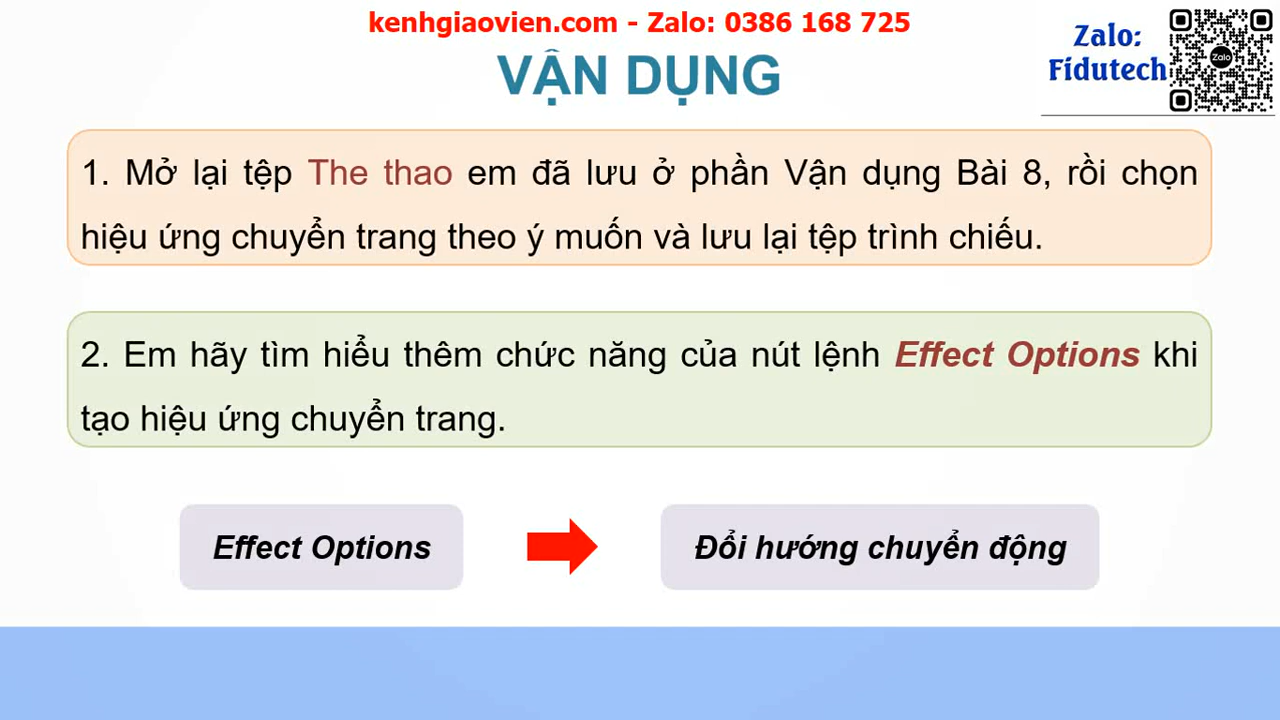 kenhgiaovien.com - Zalo: 0386 168 725
Zalo:
Fidutech
Zalo
VẬN DỤNG
1. Mở lại tệp The thao em đã lưu ở phần Vận dụng Bài 8, rồi chọn
hiệu ứng chuyển trang theo ý muốn và lưu lại tệp trình chiếu.
2. Em hãy tìm hiểu thêm chức năng của nút lệnh Effect Options khi
tạo hiệu ứng chuyển trang.
Effect Options
Đổi hướng chuyển động